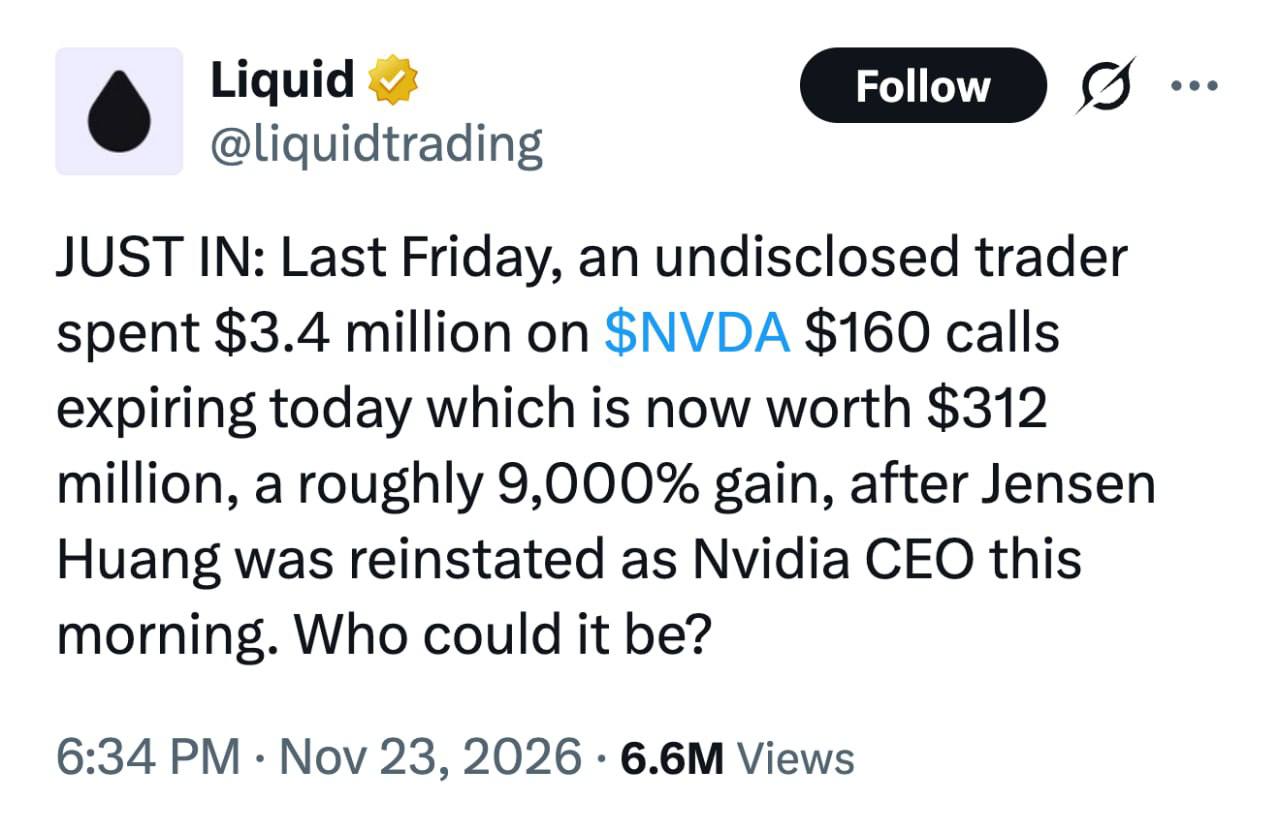 Liquid
Follow
@liquidtrading
JUST IN: Last Friday, an undisclosed trader
spent $3.4 million on $NVDA $160 calls
expiring today which is now worth $312
million, a roughly 9,000% gain, after Jensen
Huang was reinstated as Nvidia CEO this
morning. Who could it be?
6:34 PM · Nov 23, 2026 · 6.6M Views